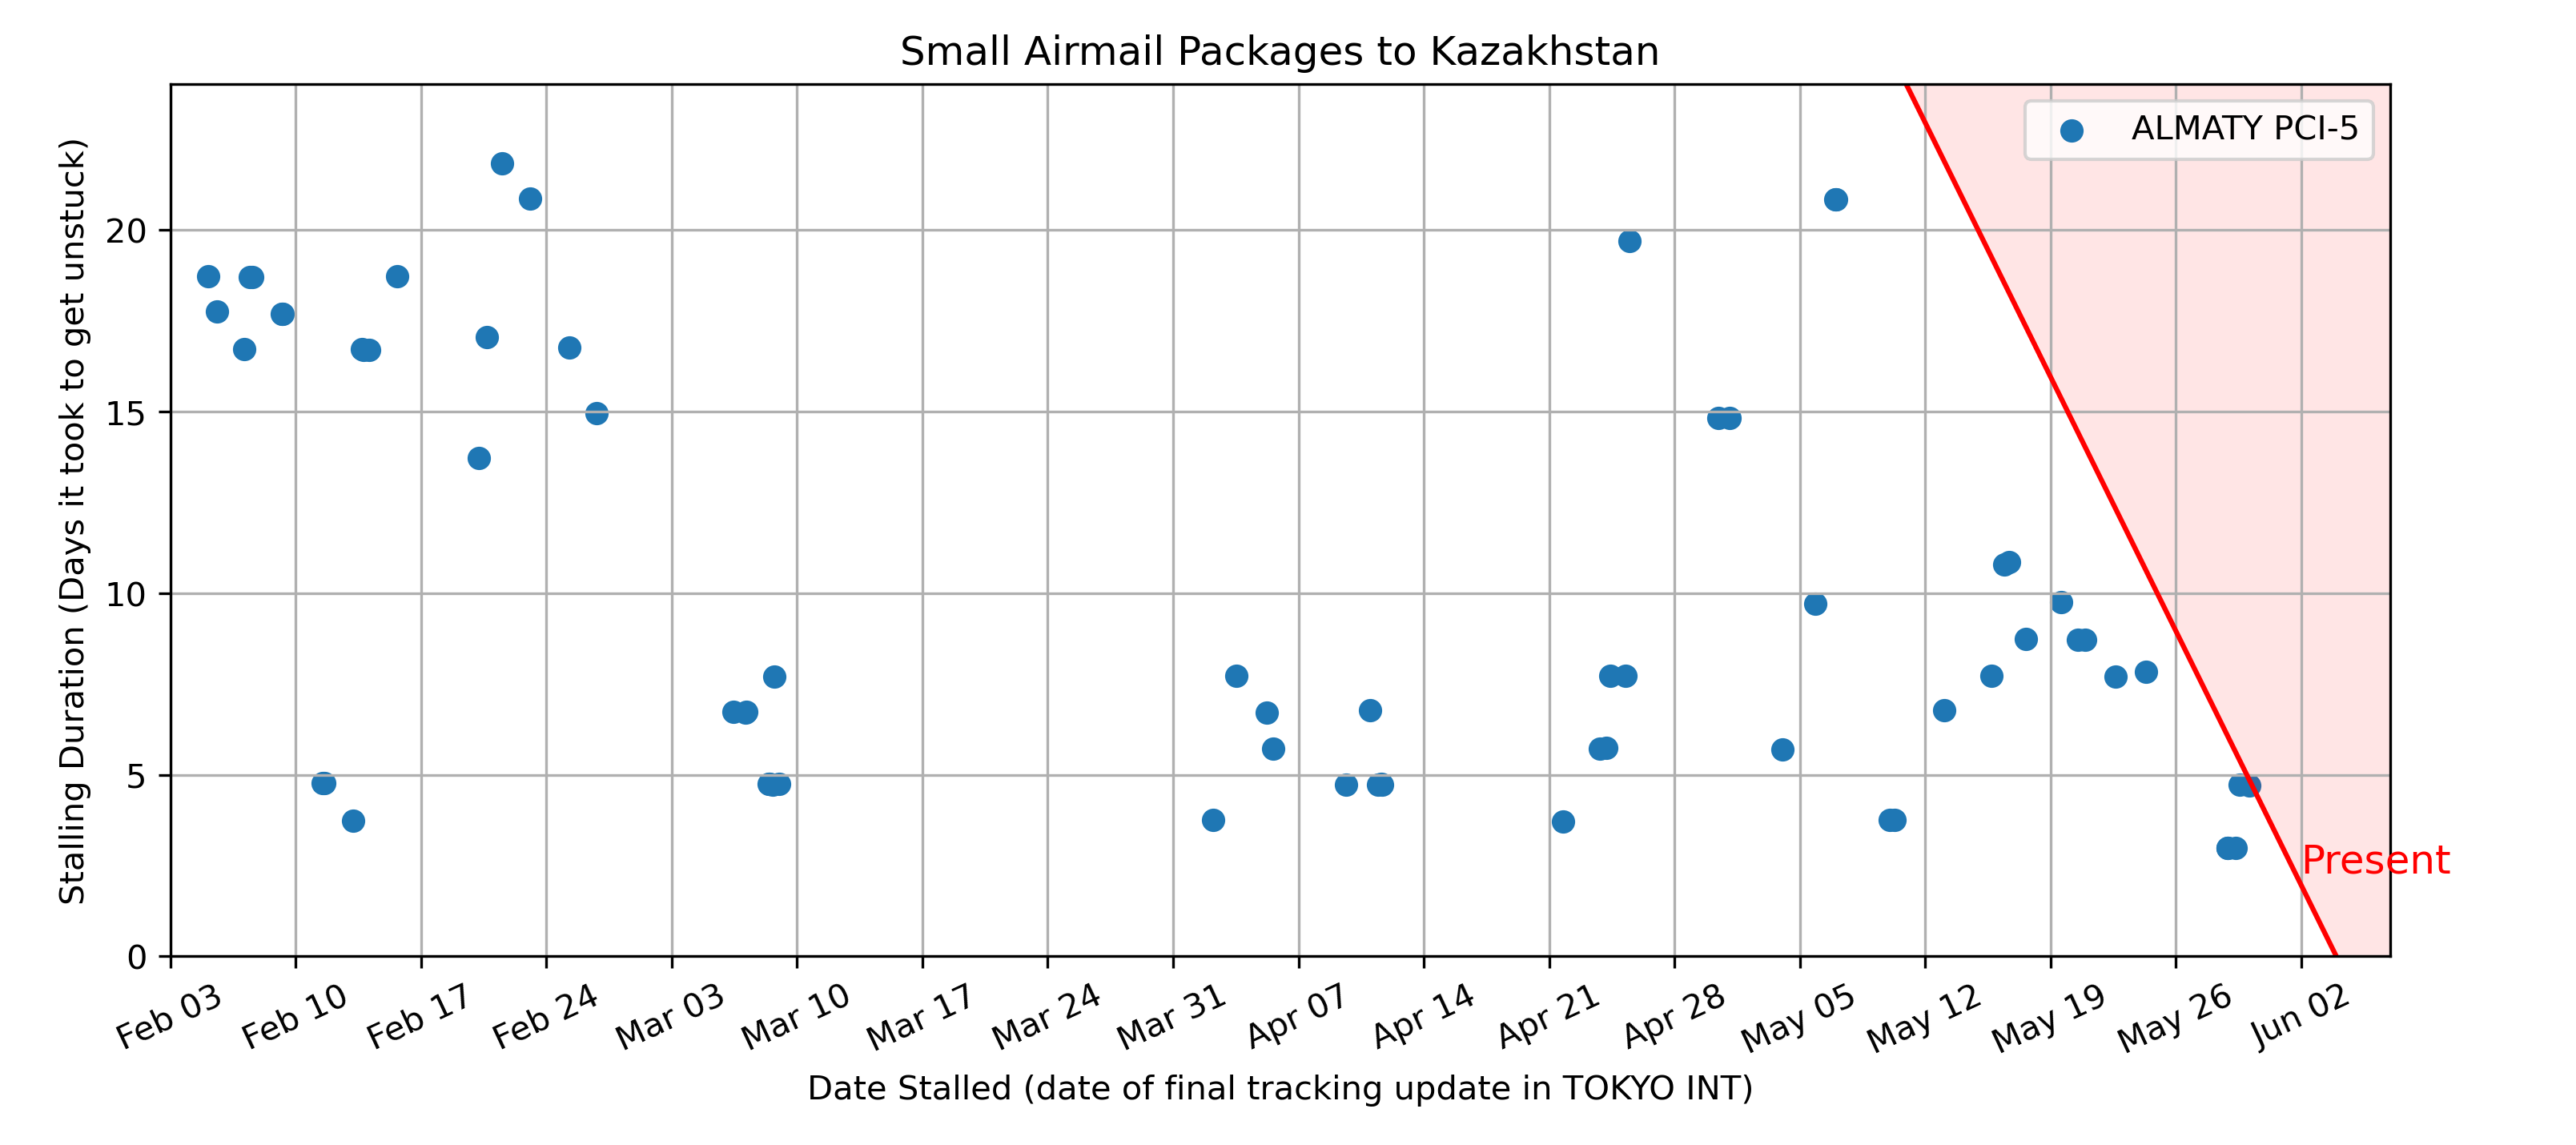 Small Airmail Packages to Kazakhstan
ALMATY PCI-5
Stalling Duration (Days it took to get unstuck)
20
15
10
5
0
Present
Feb 03
Feb 10
Feb 17
Feb 24
Mar 03
Mar 10
Mar 17
Mar 24
Mar 31
Apr 07
Apr 14
Apr 21
Apr 28
May 05
May 12
May 19
May 26
Jun 02
Date Stalled (date of final tracking update in TOKYO INT)